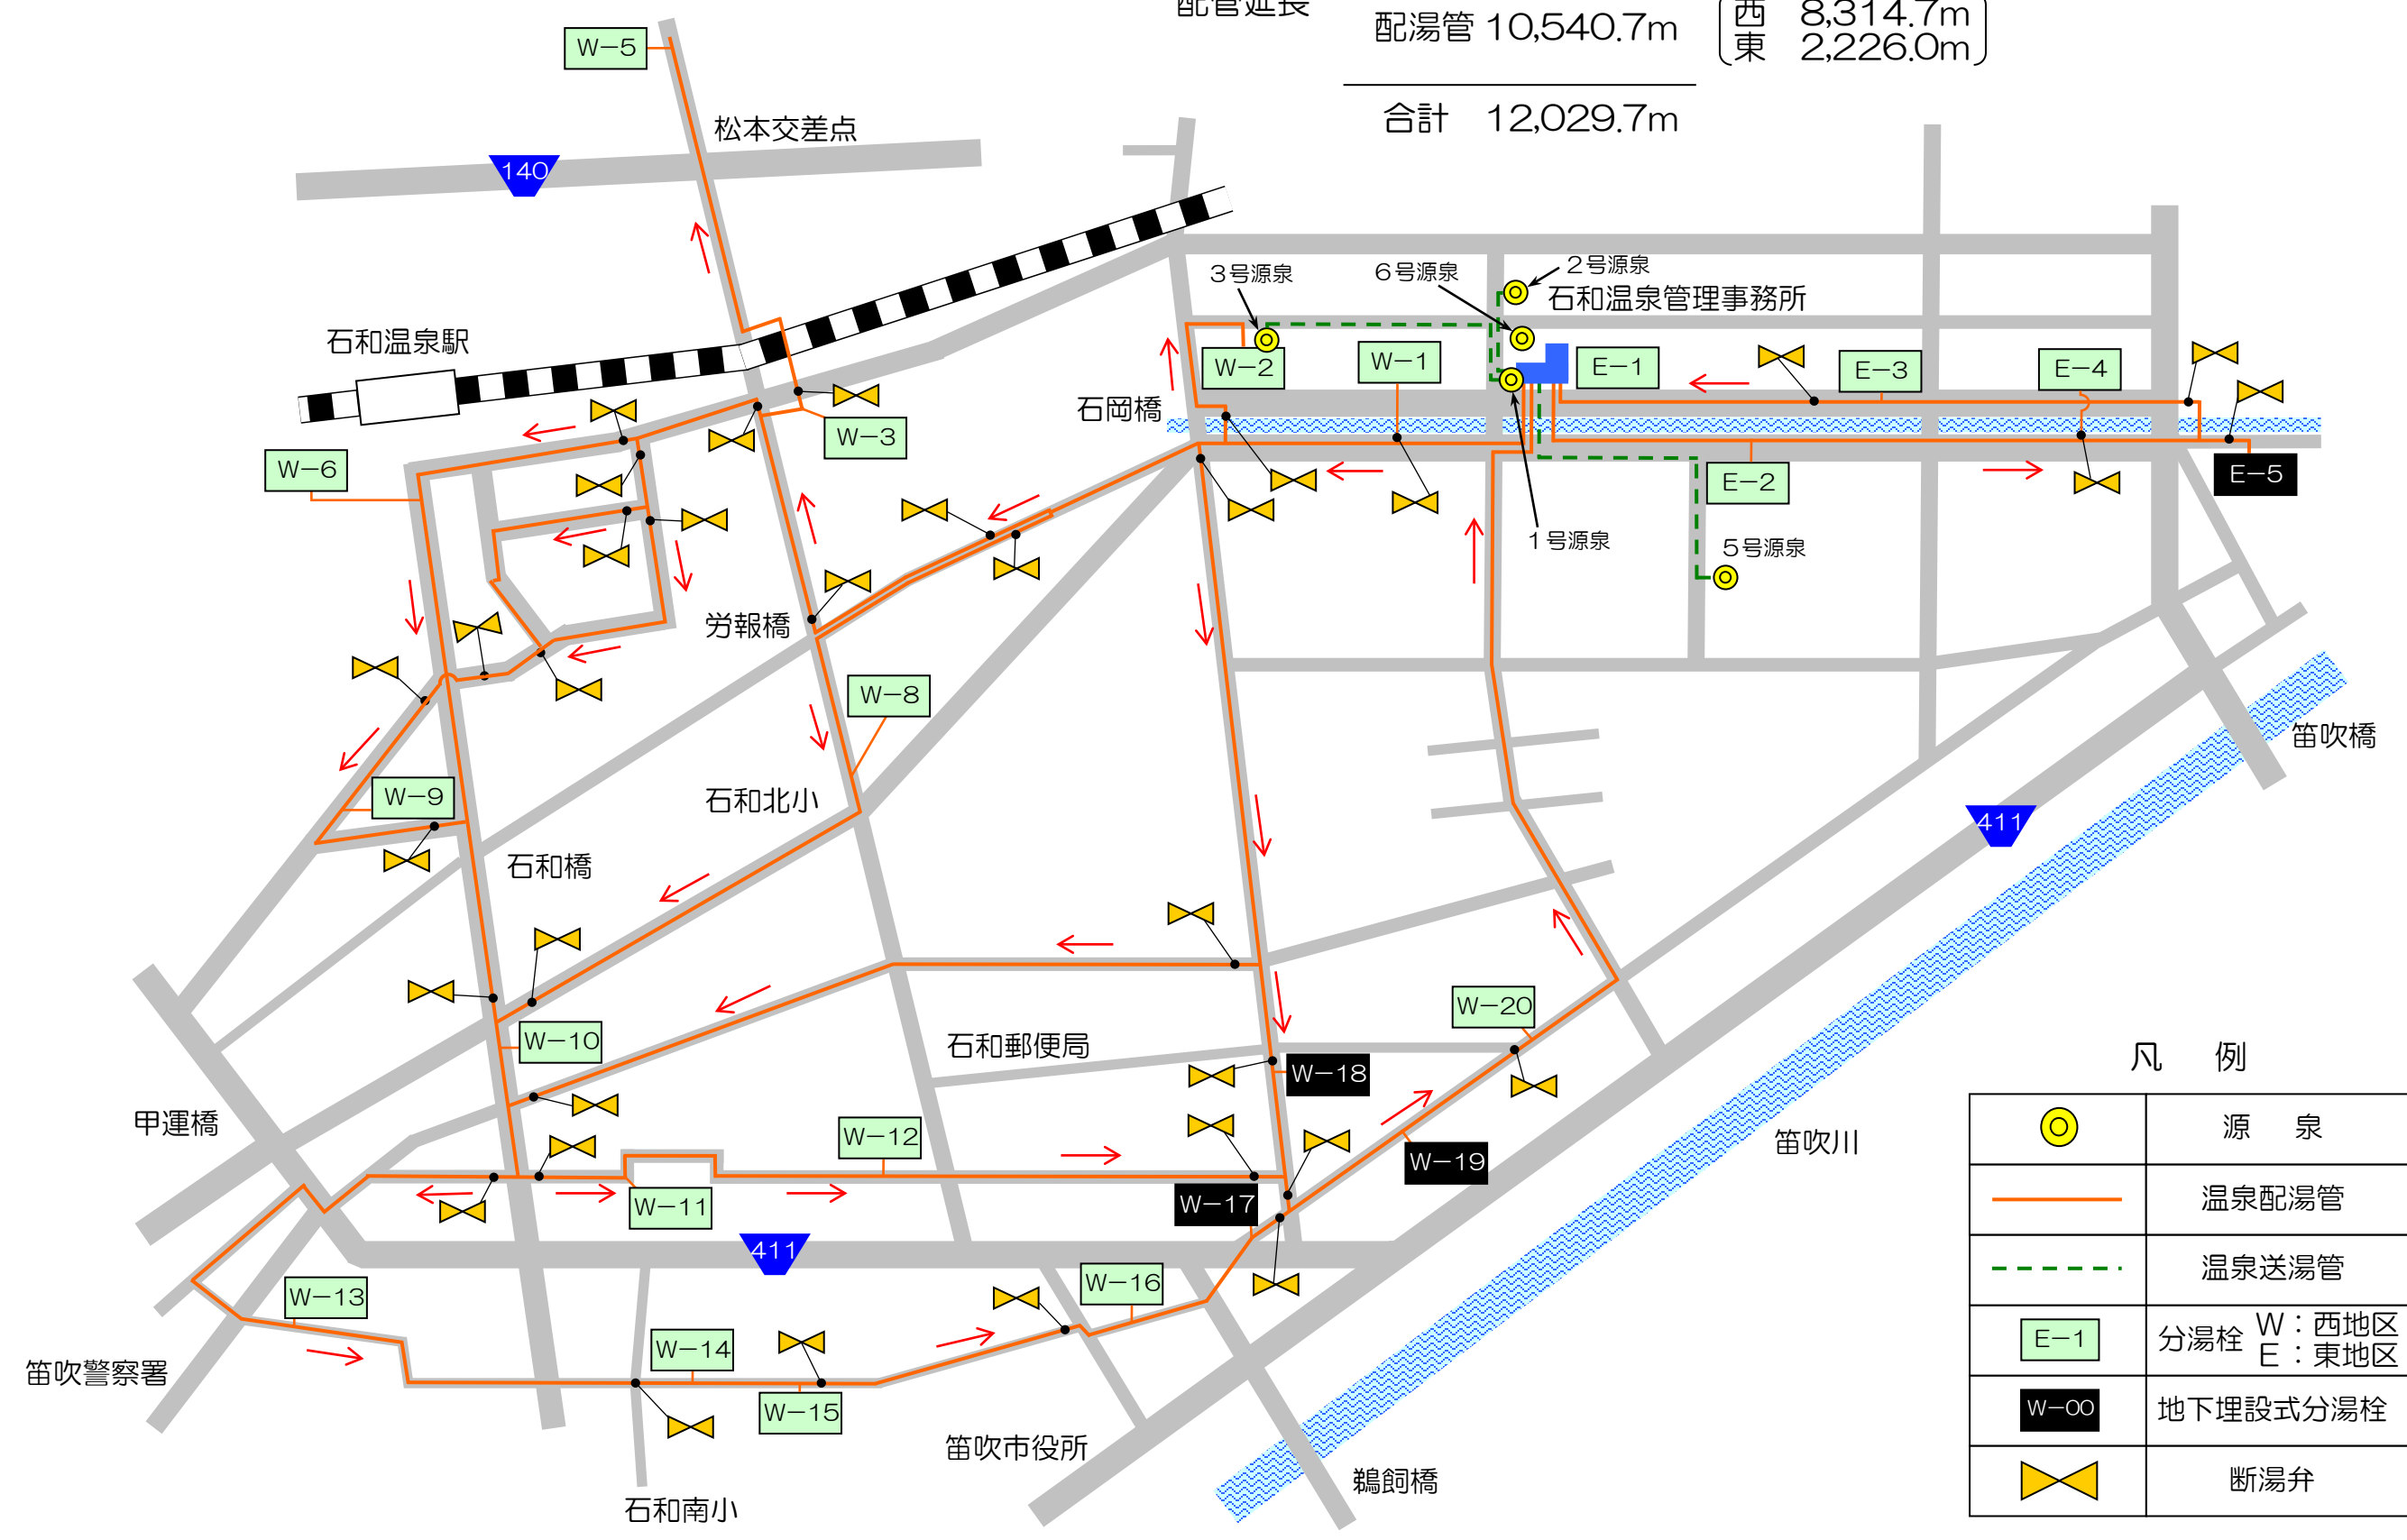 配管延長
配湯管 10,540.7m
西 8,314.7m
東 2,226.0m
合計 12,029.7m
W-5
松本交差点
140
3号源泉
6号源泉
2号源泉
石和温泉管理事務所
石和温泉駅
W-2
W-1
E-1
E-3
E-4
石岡橋
W-3
W-6
E-2
E-5
1号源泉
5号源泉
労報橋
W-8
笛吹橋
W-9
石和北小
411
石和橋
W-20
W-10
石和郵便局
W-18
凡 例
甲運橋
W-12
笛吹川
源 泉
W-19
W-11
W-17
温泉配湯管
411
温泉送湯管
W-13
W-16
E-1
分湯栓
W:西地区
E:東地区
笛吹警察署
W-14
W-15
W-00
地下埋設式分湯栓
笛吹市役所
鵜飼橋
断湯弁
石和南小